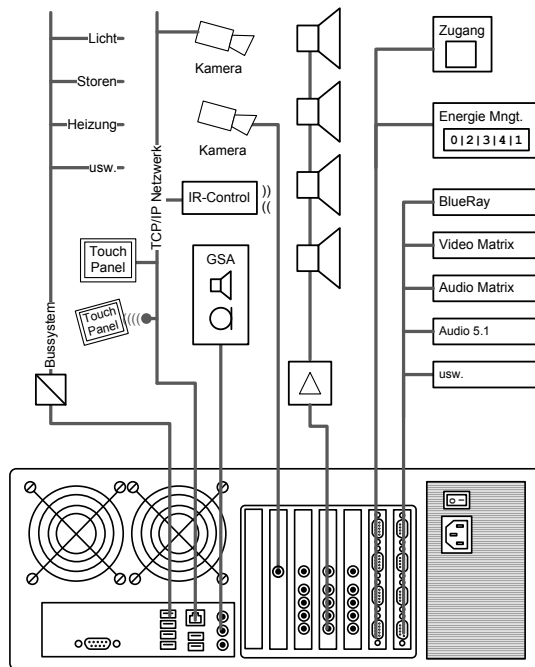 Licht
Storen
Heizung
usw.
Bussystem
TCP/IP Netzwerk
Touch
Panel
Touch
Panel
Kamera
Kamera
IR-Control
GSA
Zugang
Energie Mngt.
0|2|3|4|1
BlueRay
Video Matrix
Audio Matrix
Audio 5.1
usw.